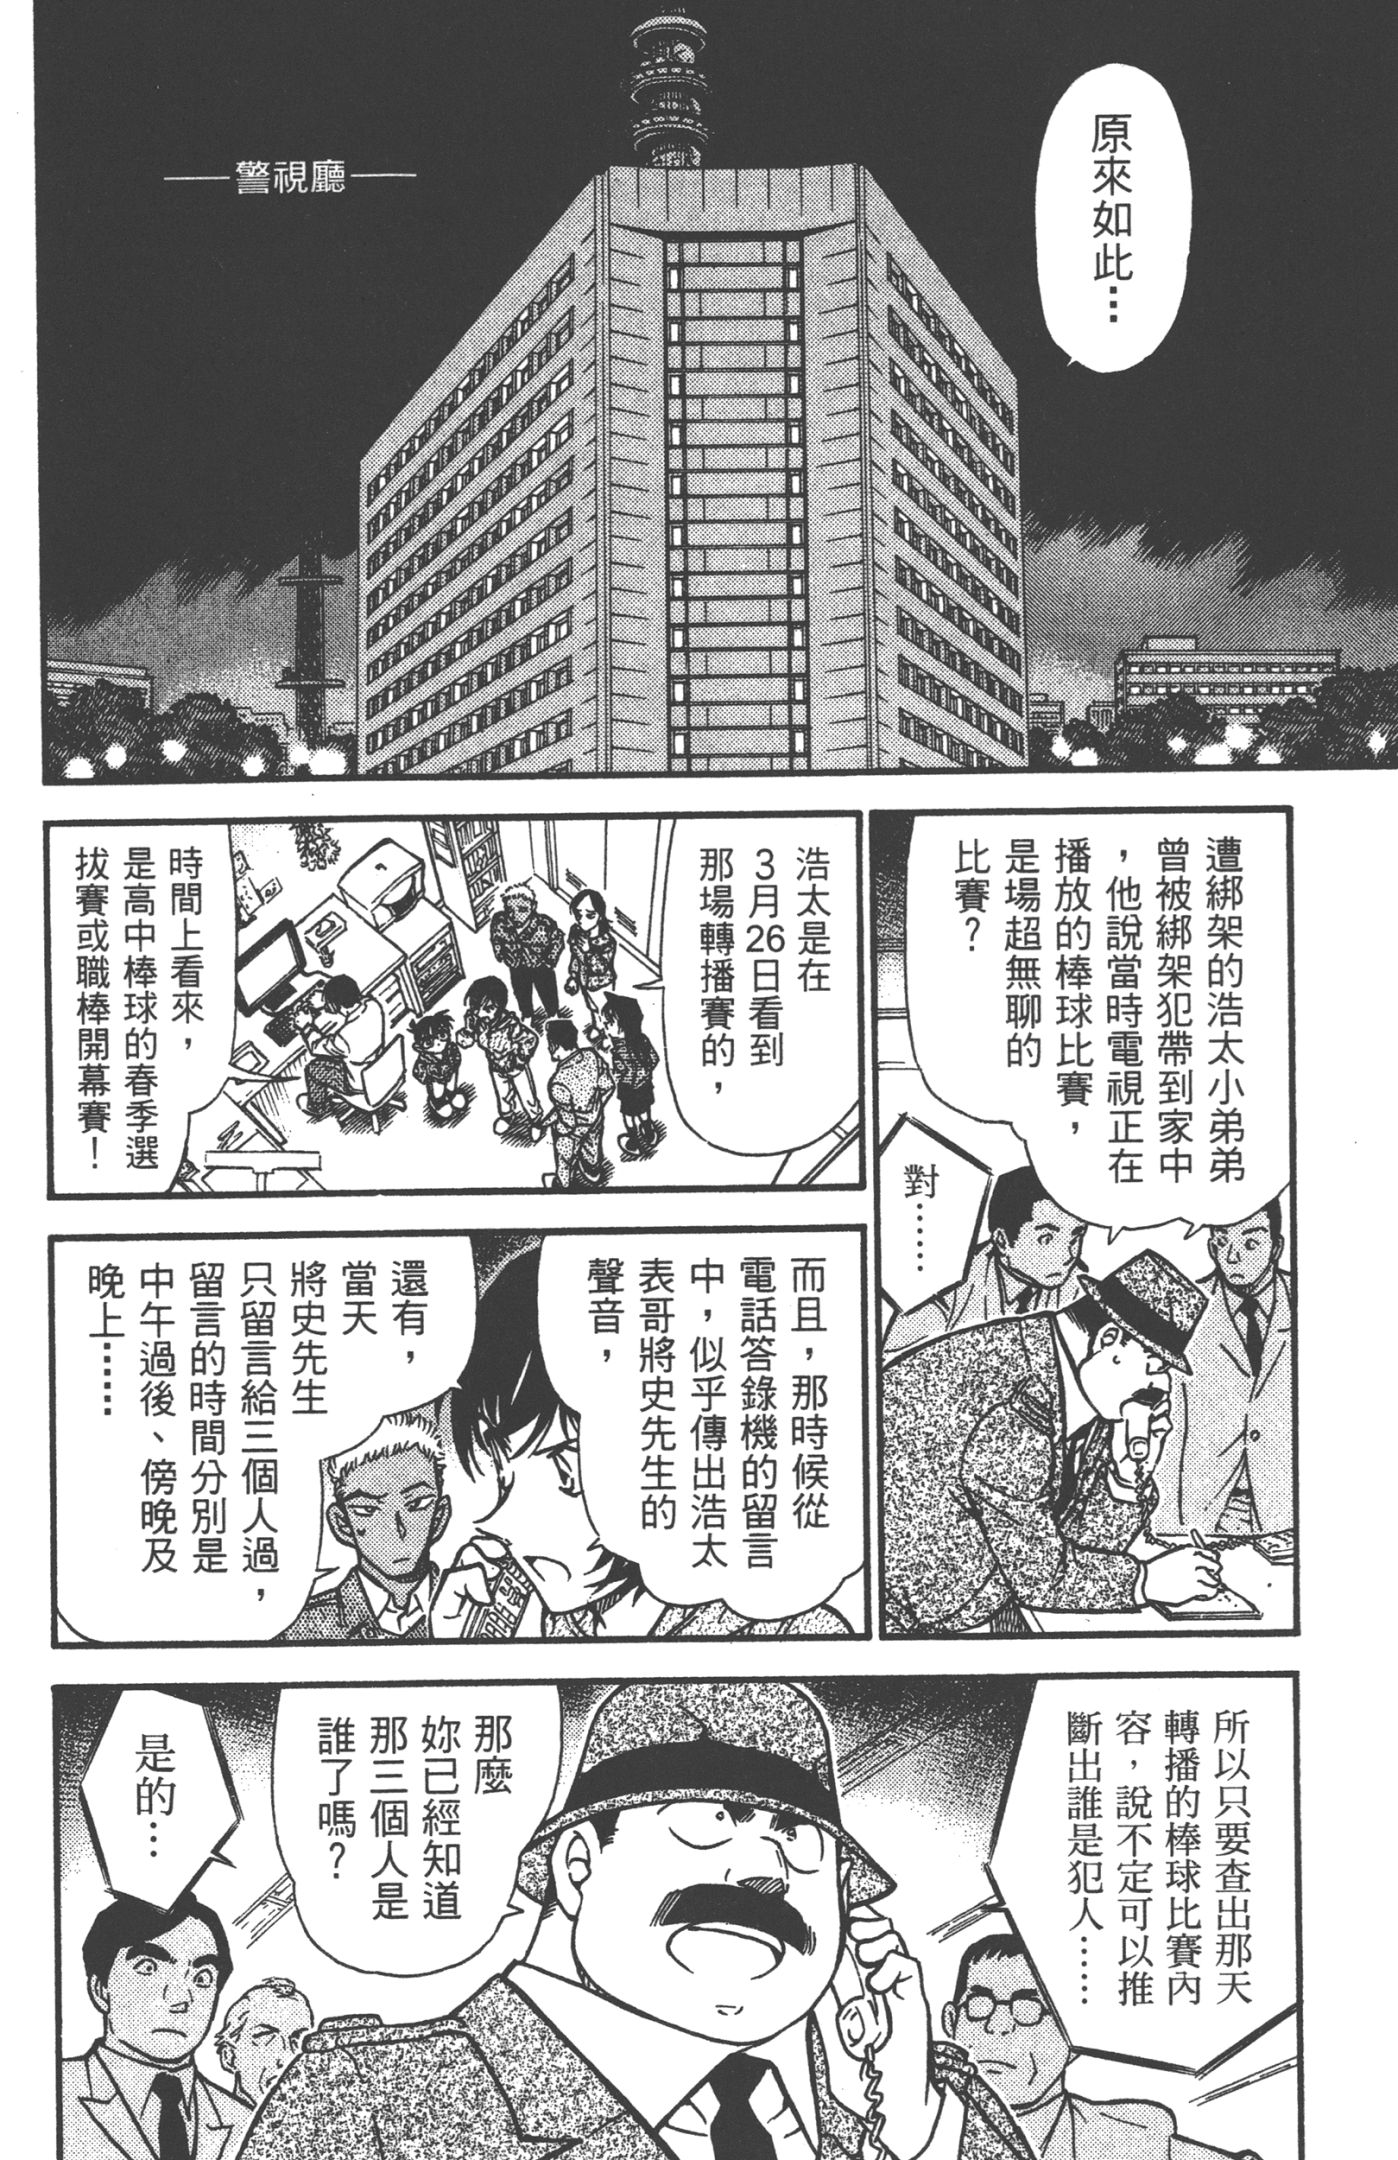 原來如此…
——警視廳——
遭綁架的浩太小弟弟
曾被綁架犯帶到家中
，他說當時電視正在
播放的棒球比賽，
是場超無聊的
比賽？
對……
浩太是在
3月26日看到
那場轉播賽的，
時間上看來，
是高中棒球的春季選
拔賽或職棒開幕賽！
而且，那時候從
電話答錄機的留言
中，似乎傳出浩太
表哥將史先生的
聲音，
還有，
當天
將史先生
只留言給三個人過，
留言的時間分別是
中午過後、傍晚及
晚上……
所以只要查出那天
轉播的棒球比賽內
容，說不定可以推
斷出誰是犯人……
那麼
妳已經知道
那三個人是
誰了嗎？
是的…